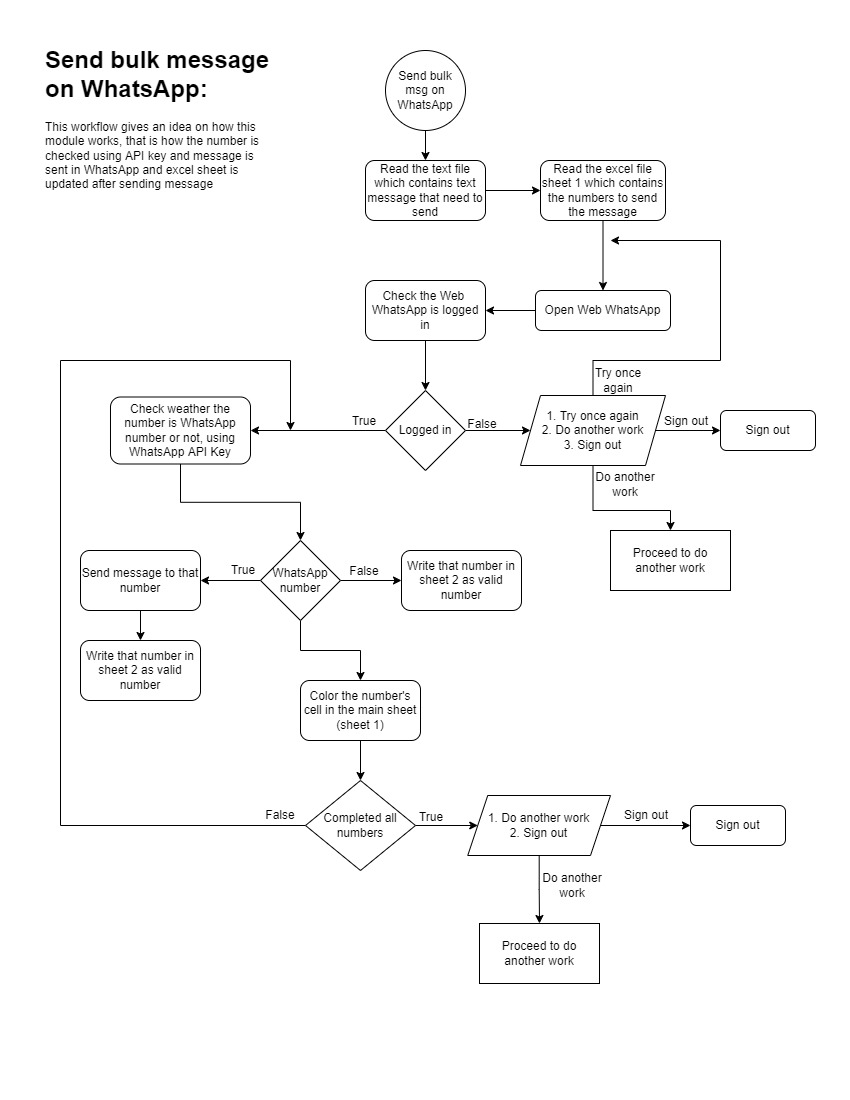 Send bulk message
on WhatsApp:
This workflow gives an idea on how this
module works, that is how the number is
checked using API key and message is
sent in WhatsApp and excel sheet is
updated after sending message
Send bulk
msg on
WhatsApp
Read the text file
which contains text
message that need to
send
Read the excel file
sheet 1 which contains
the numbers to send
the message
Check the Web
WhatsApp is logged
in
Open Web WhatsApp
Try once
again
Check weather the
number is WhatsApp
number or not, using
WhatsApp API Key
True
Logged in
False
1. Try once again
2. Do another work
3. Sign out
Sign out
Sign out
Do another
work
Proceed to do
another work
Send message to that
number
True
WhatsApp
number
False
Write that number in
sheet 2 as valid
number
Write that number in
sheet 2 as valid
number
Color the number's
cell in the main sheet
(sheet 1)
False
Completed all
numbers
True
1. Do another work
2. Sign out
Sign out
Sign out
Do another
work
Proceed to do
another work